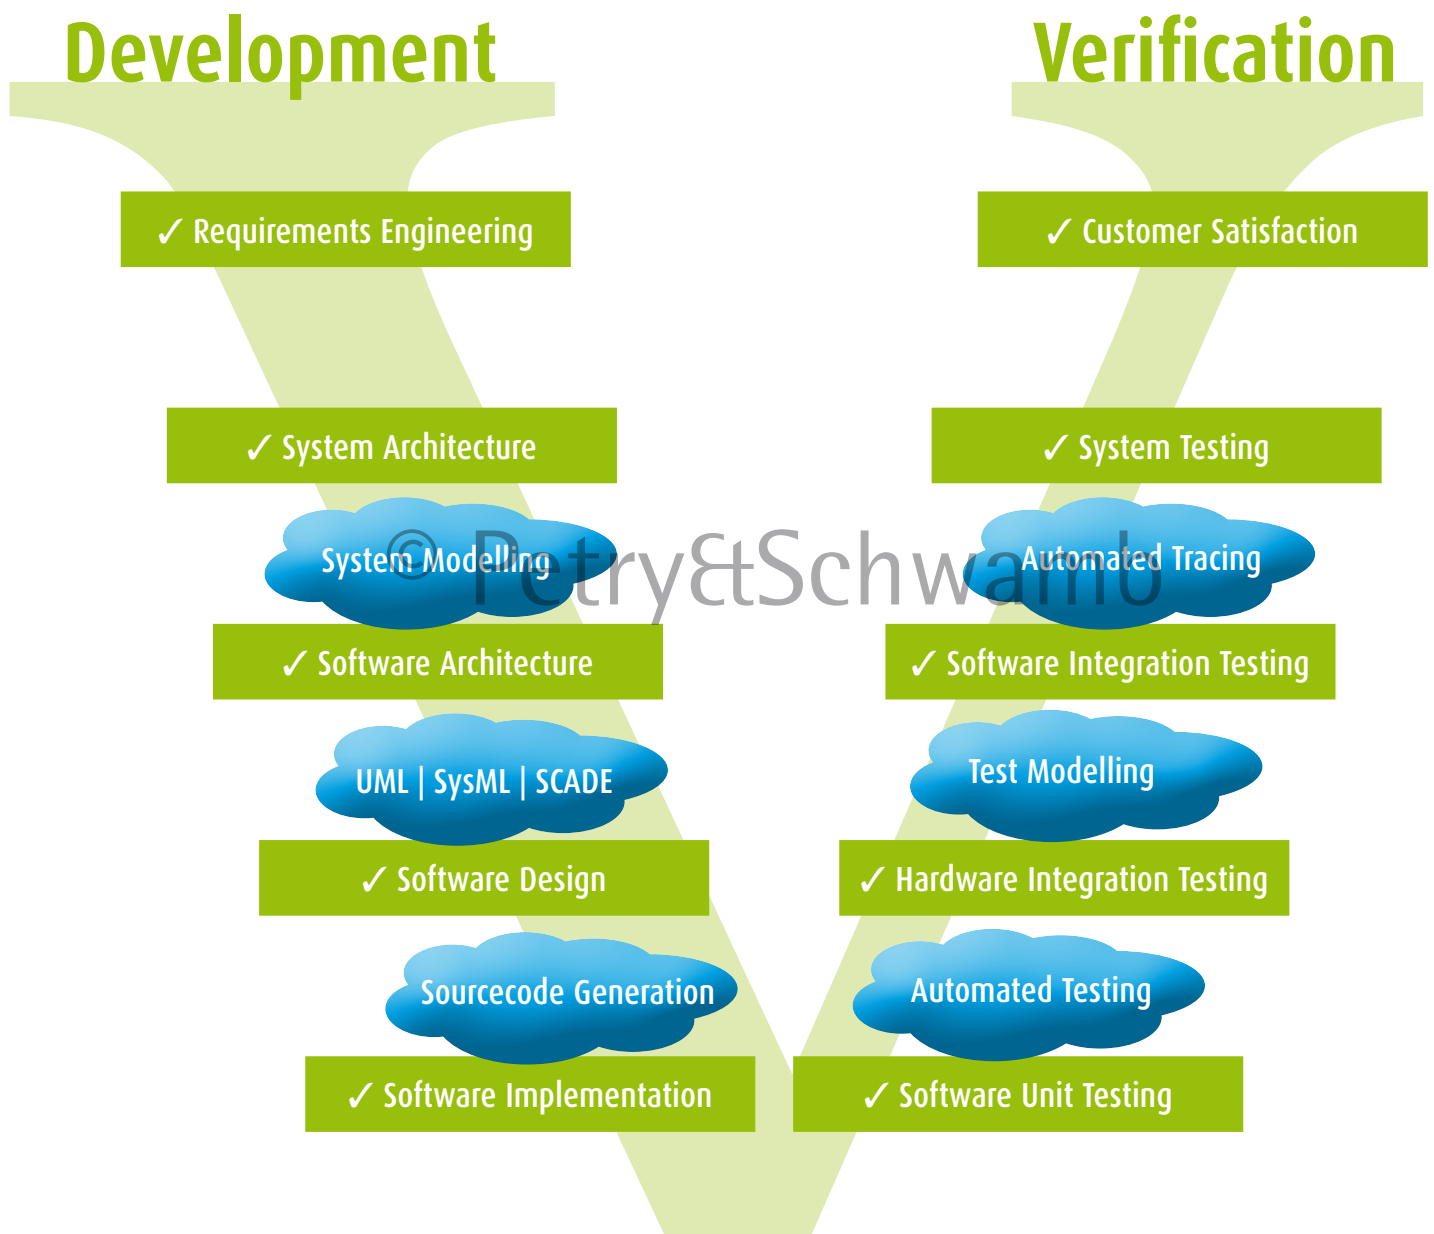 Development
Verification
✓ Requirements Engineering
✓ Customer Satisfaction
✓ System Architecture
✓ System Testing
System Modelling
Automated Tracing
© Petry&Schwamb
✓ Software Architecture
✓ Software Integration Testing
UML | SysML | SCADE
Test Modelling
✓ Software Design
✓ Hardware Integration Testing
Sourcecode Generation
Automated Testing
✓ Software Implementation
✓ Software Unit Testing